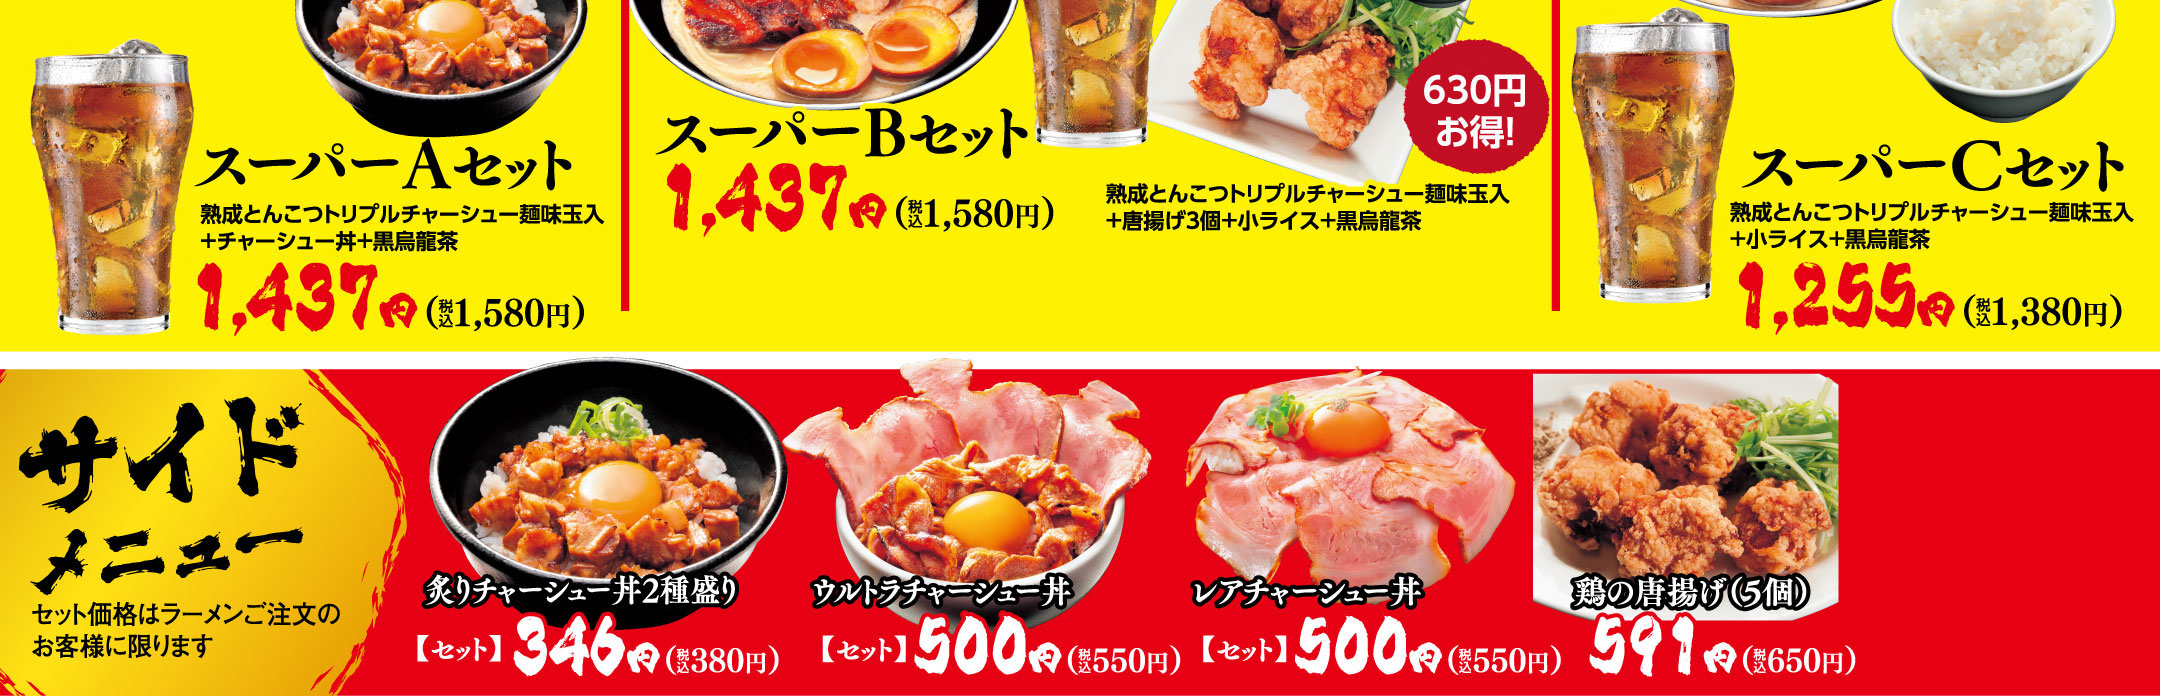 スーパーAセット
熟成とんこつトリプルチャーシュー麺味玉入
+チャーシュー丼+黒烏龍茶
1,437円(税込1,580円)
スーパーBセット
1,437円(税込1,580円)
熟成とんこつトリプルチャーシュー麺味玉入
+唐揚げ3個+小ライス+黒烏龍茶
630円
お得!
スーパーCセット
熟成とんこつトリプルチャーシュー麺味玉入
+小ライス+黒烏龍茶
1,255円(税込1,380円)
サイド
メニュー
セット価格はラーメンご注文の
お客様に限ります
炙りチャーシュー丼2種盛り
【セット】346円(税込380円)
ウルトラチャーシュー丼
【セット】500円(税込550円)
レアチャーシュー丼
【セット】500円(税込550円)
鶏の唐揚げ(5個)
591円(税込650円)